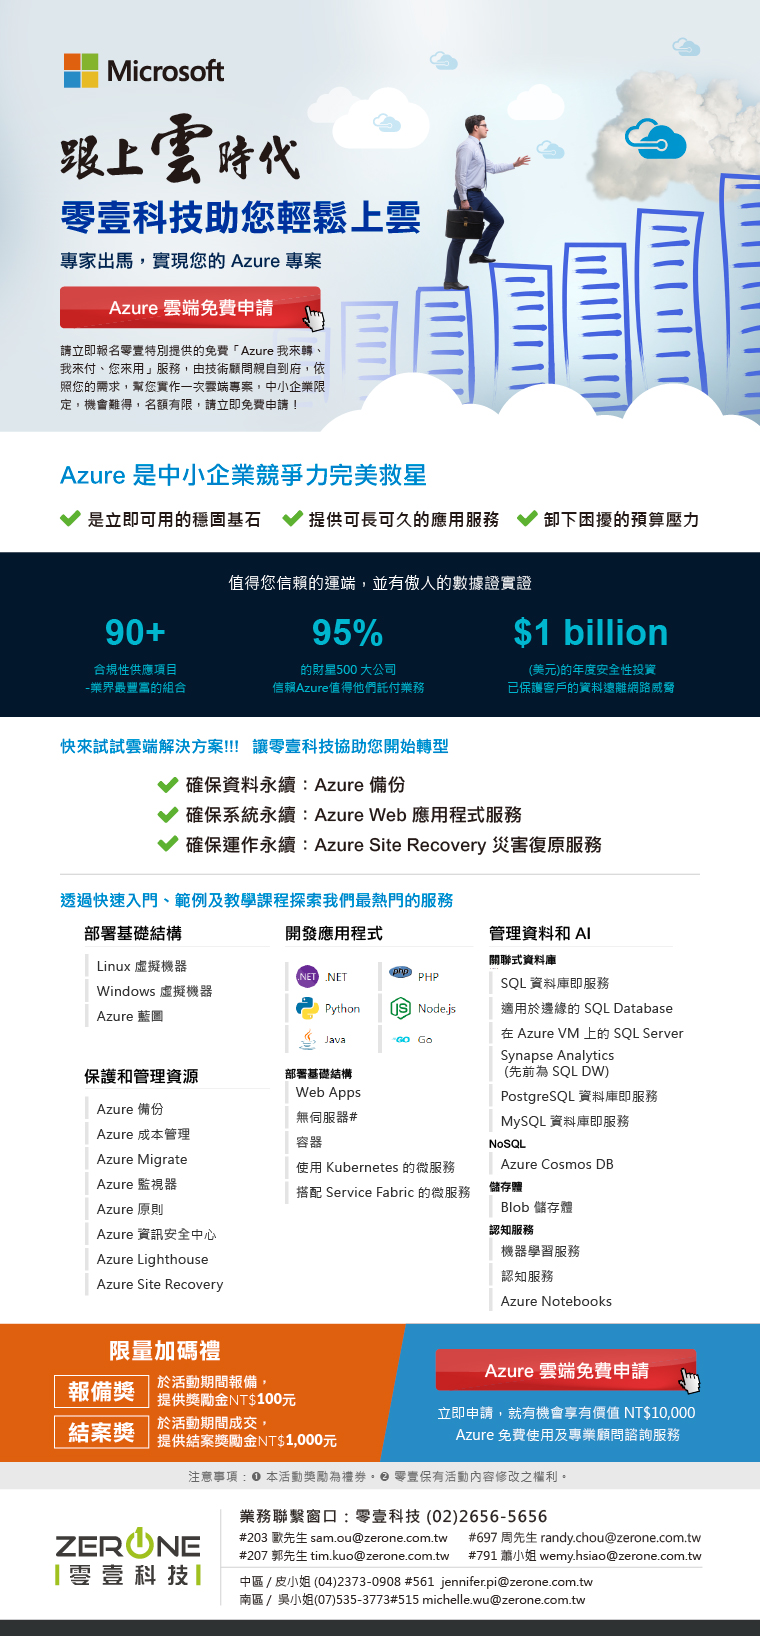 Microsoft
跟上雲時代
零壹科技助您輕鬆上雲
專家出馬，實現您的 Azure 專案
Azure 雲端免費申請
請立即報名零壹特別提供的免費「Azure 我來轉、
我來付、您來用」服務，由技術顧問親自到府，依
照您的需求，幫您實作一次雲端專案，中小企業限
定，機會難得，名額有限，請立即免費申請！
Azure 是中小企業競爭力完美救星
是立即可用的穩固基石
提供可長可久的應用服務
卸下困擾的預算壓力
值得您信賴的運端，並有傲人的數據證實證
90+
合規性供應項目
-業界最豐富的組合
95%
的財星500 大公司
信賴Azure值得他們託付業務
$1 billion
(美元)的年度安全性投資
已保護客戶的資料遠離網路威脅
快來試試雲端解決方案!!! 讓零壹科技協助您開始轉型
確保資料永續：Azure 備份
確保系統永續：Azure Web 應用程式服務
確保運作永續：Azure Site Recovery 災害復原服務
透過快速入門、範例及教學課程探索我們最熱門的服務
部署基礎結構
Linux 虛擬機器
Windows 虛擬機器
Azure 藍圖
保護和管理資源
Azure 備份
Azure 成本管理
Azure Migrate
Azure 監視器
Azure 原則
Azure 資訊安全中心
Azure Lighthouse
Azure Site Recovery
開發應用程式
.NET .NET
php PHP
Python
Node.js
Java
GO Go
部署基礎結構
Web Apps
無伺服器#
容器
使用 Kubernetes 的微服務
搭配 Service Fabric 的微服務
管理資料和 AI
關聯式資料庫
SQL 資料庫即服務
適用於邊緣的 SQL Database
在 Azure VM 上的 SQL Server
Synapse Analytics
(先前為 SQL DW)
PostgreSQL 資料庫即服務
MySQL 資料庫即服務
NoSQL
Azure Cosmos DB
儲存體
Blob 儲存體
認知服務
機器學習服務
認知服務
Azure Notebooks
限量加碼禮
報備獎
於活動期間報備，
提供獎勵金NT$100元
結案獎
於活動期間成交，
提供結案獎勵金NT$1,000元
Azure 雲端免費申請
立即申請，就有機會享有價值 NT$10,000
Azure 免費使用及專業顧問諮詢服務
注意事項：❶ 本活動獎勵為禮券。❷ 零壹保有活動內容修改之權利。
ZERONE
零壹科技
業務聯繫窗口：零壹科技 (02)2656-5656
#203 歐先生 sam.ou@zerone.com.tw #697 周先生 randy.chou@zerone.com.tw
#207 郭先生 tim.kuo@zerone.com.tw #791 蕭小姐 wemy.hsiao@zerone.com.tw
中區 / 皮小姐 (04)2373-0908 #561 jennifer.pi@zerone.com.tw
南區 / 吳小姐(07)535-3773#515 michelle.wu@zerone.com.tw